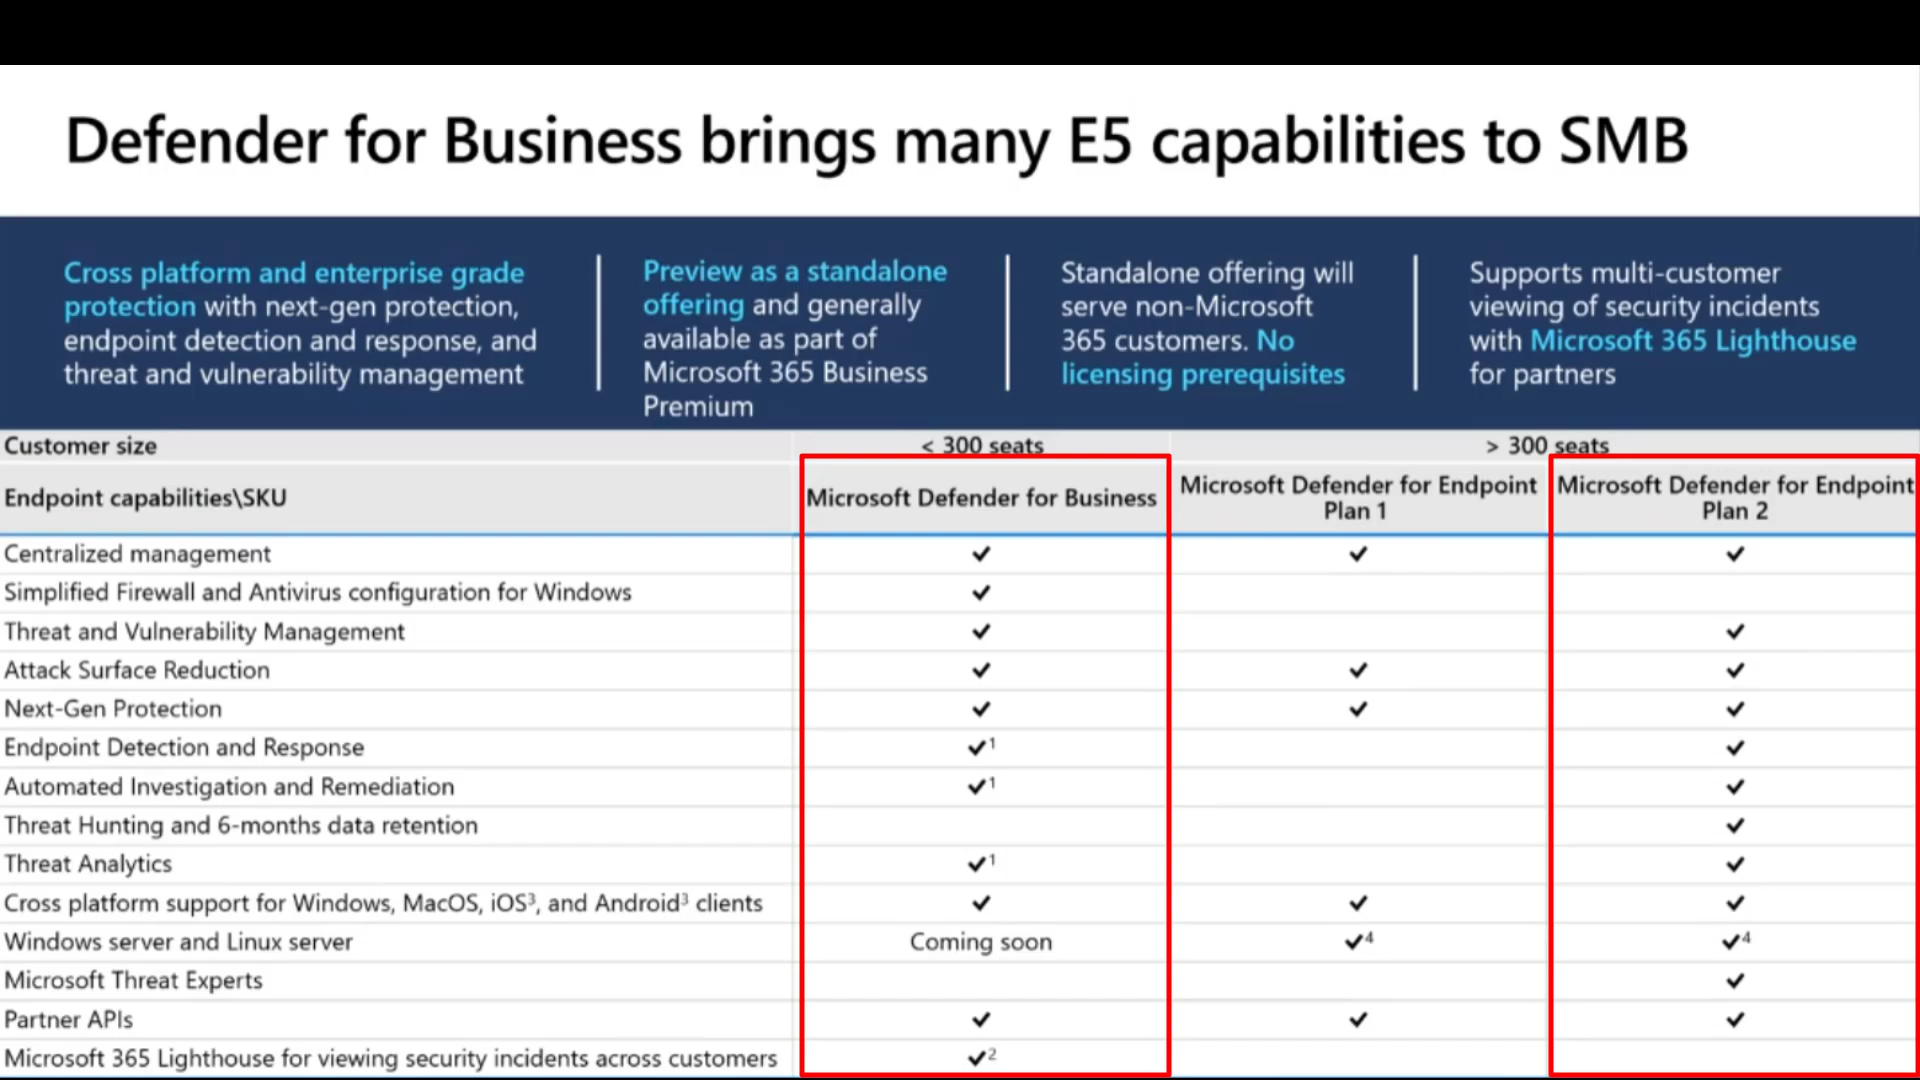 Defender for Business brings many E5 capabilities to SMB
Cross platform and enterprise grade
protection with next-gen protection,
endpoint detection and response, and
threat and vulnerability management
Preview as a standalone
offering and generally
available as part of
Microsoft 365 Business
Premium
Standalone offering will
serve non-Microsoft
365 customers. No
licensing prerequisites
Supports multi-customer
viewing of security incidents
with Microsoft 365 Lighthouse
for partners
Customer size < 300 seats > 300 seats
Endpoint capabilities\SKU Microsoft Defender for Business Microsoft Defender for Endpoint Plan 1 Microsoft Defender for Endpoint Plan 2
Centralized management ✔ ✔ ✔
Simplified Firewall and Antivirus configuration for Windows ✔
Threat and Vulnerability Management ✔ ✔
Attack Surface Reduction ✔ ✔ ✔
Next-Gen Protection ✔ ✔ ✔
Endpoint Detection and Response ✔¹ ✔
Automated Investigation and Remediation ✔¹ ✔
Threat Hunting and 6-months data retention ✔
Threat Analytics ✔¹ ✔
Cross platform support for Windows, MacOS, iOS³, and Android³ clients ✔ ✔ ✔
Windows server and Linux server Coming soon ✔⁴ ✔⁴
Microsoft Threat Experts ✔
Partner APIs ✔ ✔ ✔
Microsoft 365 Lighthouse for viewing security incidents across customers ✔²